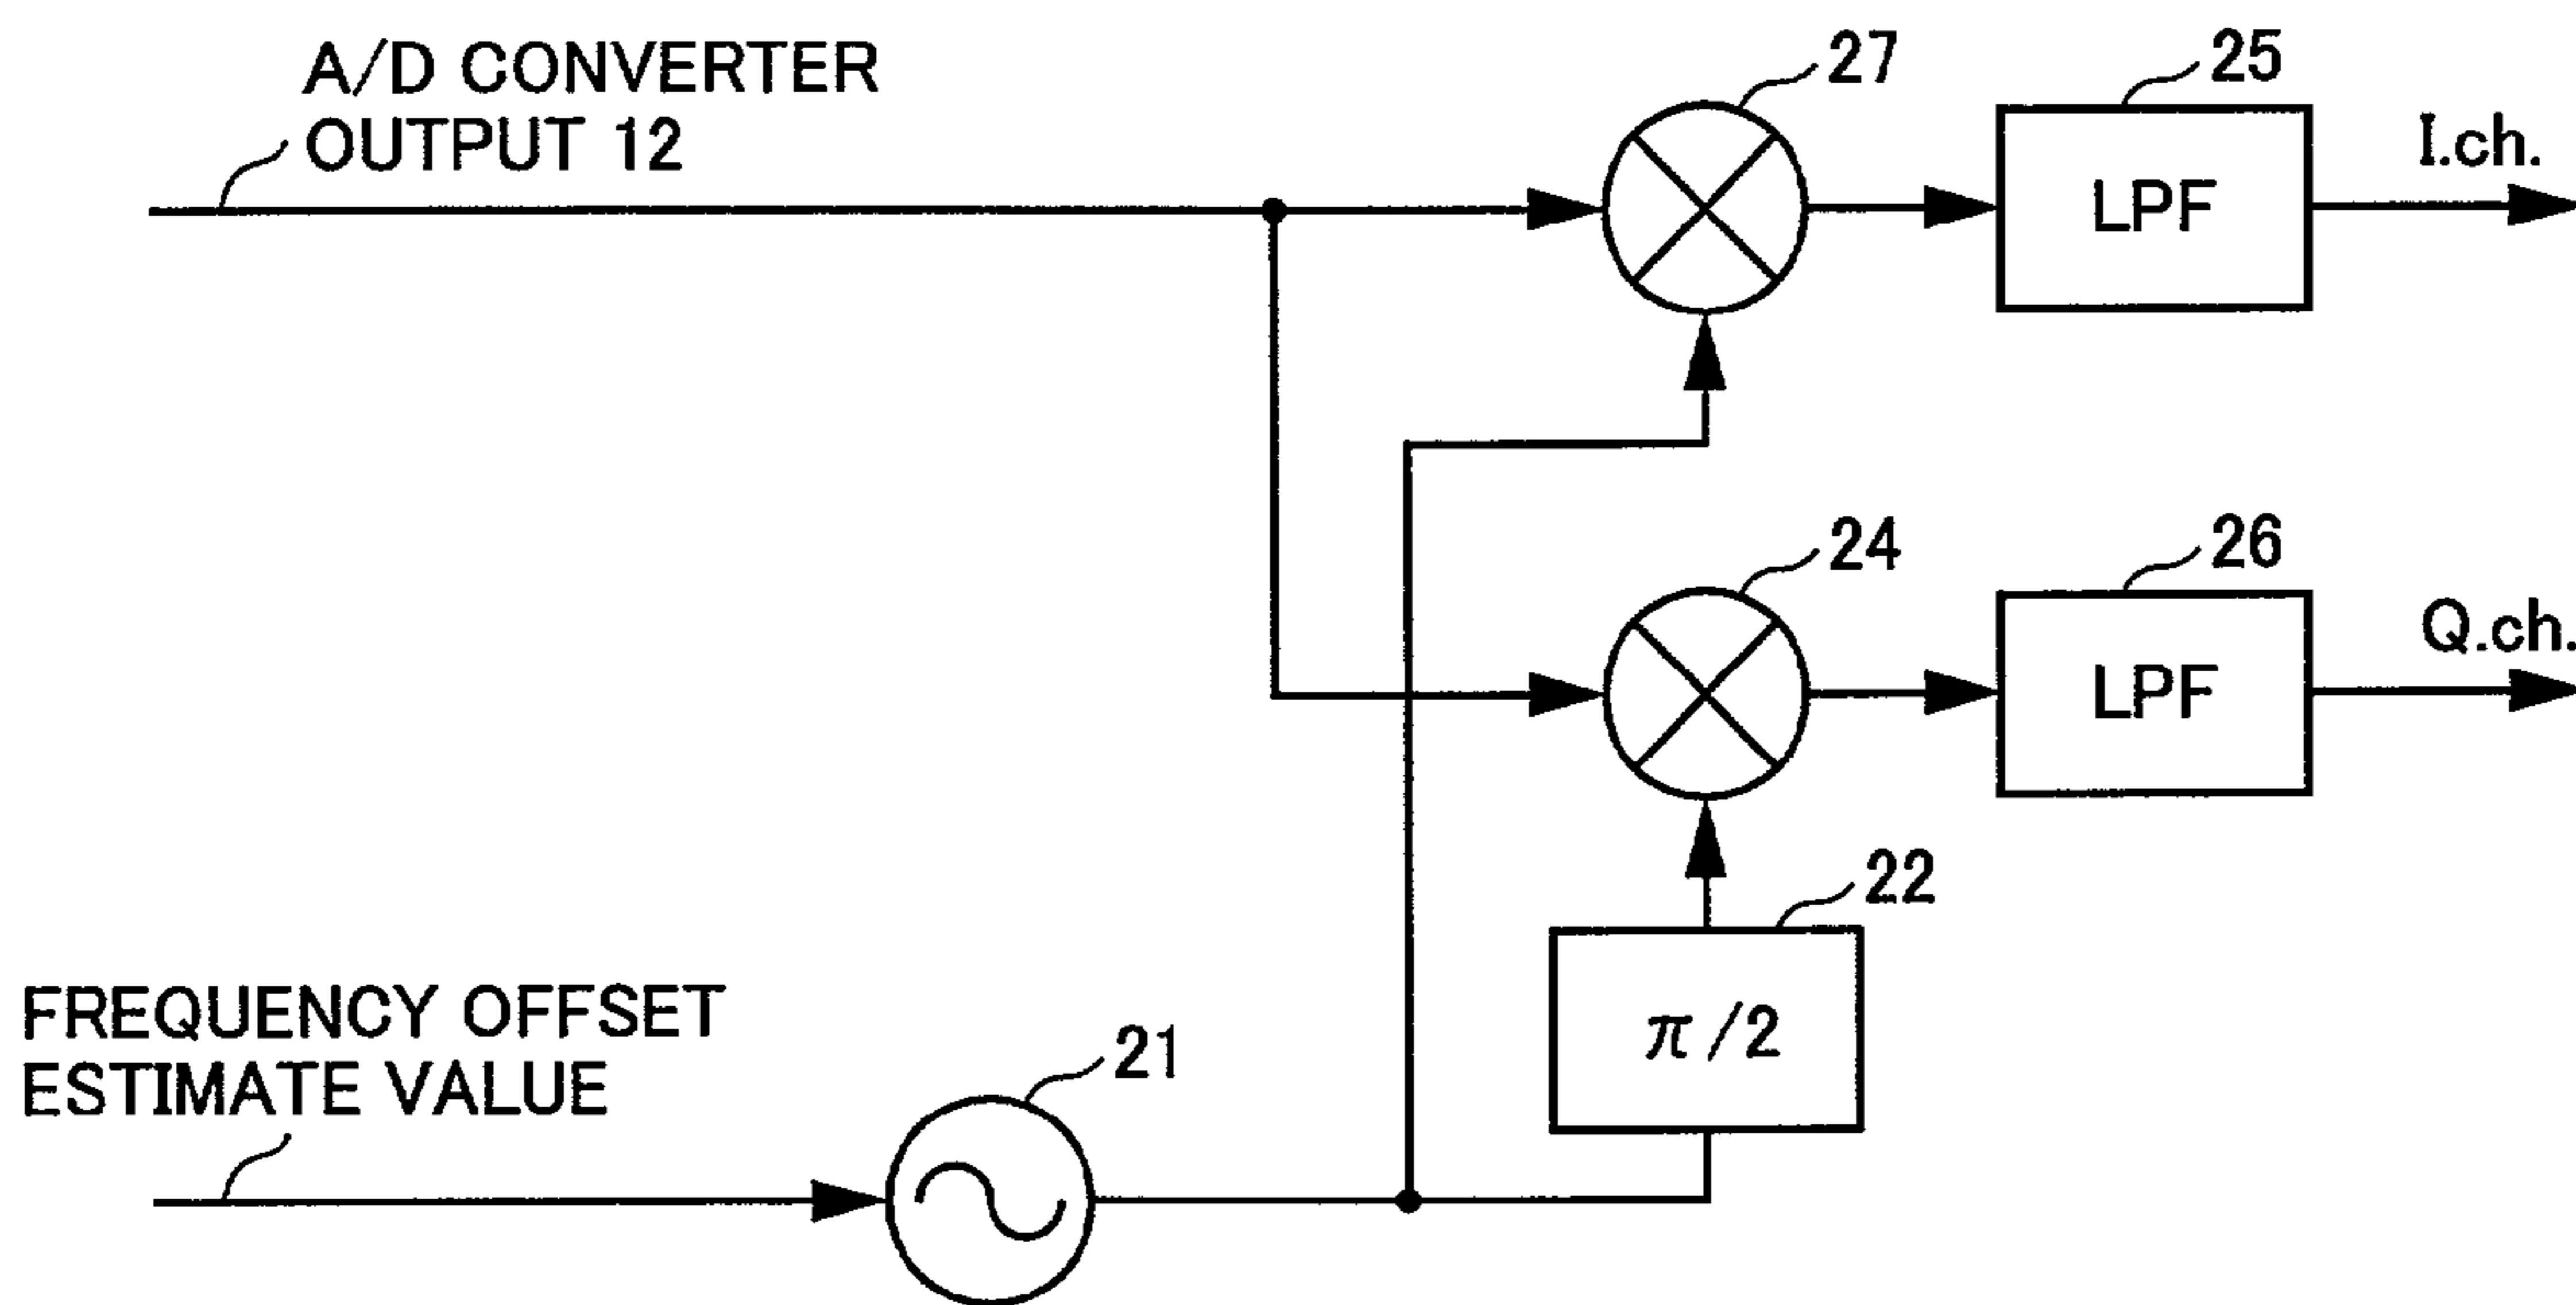 A/D CONVERTER
OUTPUT 12
27
25
LPF
I.ch.
24
26
LPF
Q.ch.
22
π/2
FREQUENCY OFFSET
ESTIMATE VALUE
21